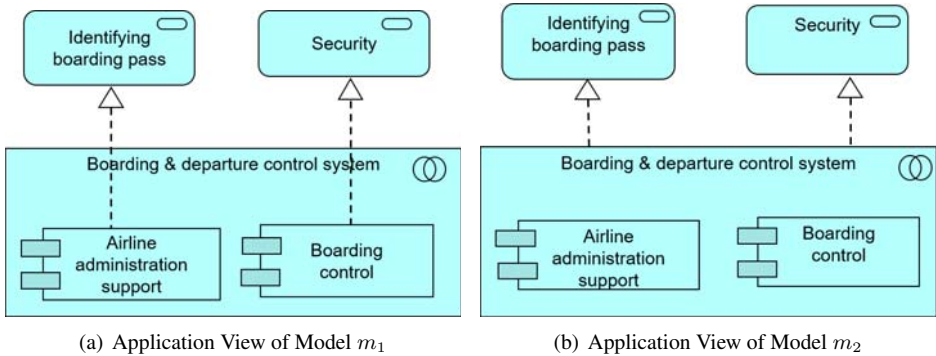 Identifying
boarding pass
Security
Boarding & departure control system
Airline
administration
support
Boarding
control
(a) Application View of Model m1
Identifying
boarding pass
Security
Boarding & departure control system
Airline
administration
support
Boarding
control
(b) Application View of Model m2